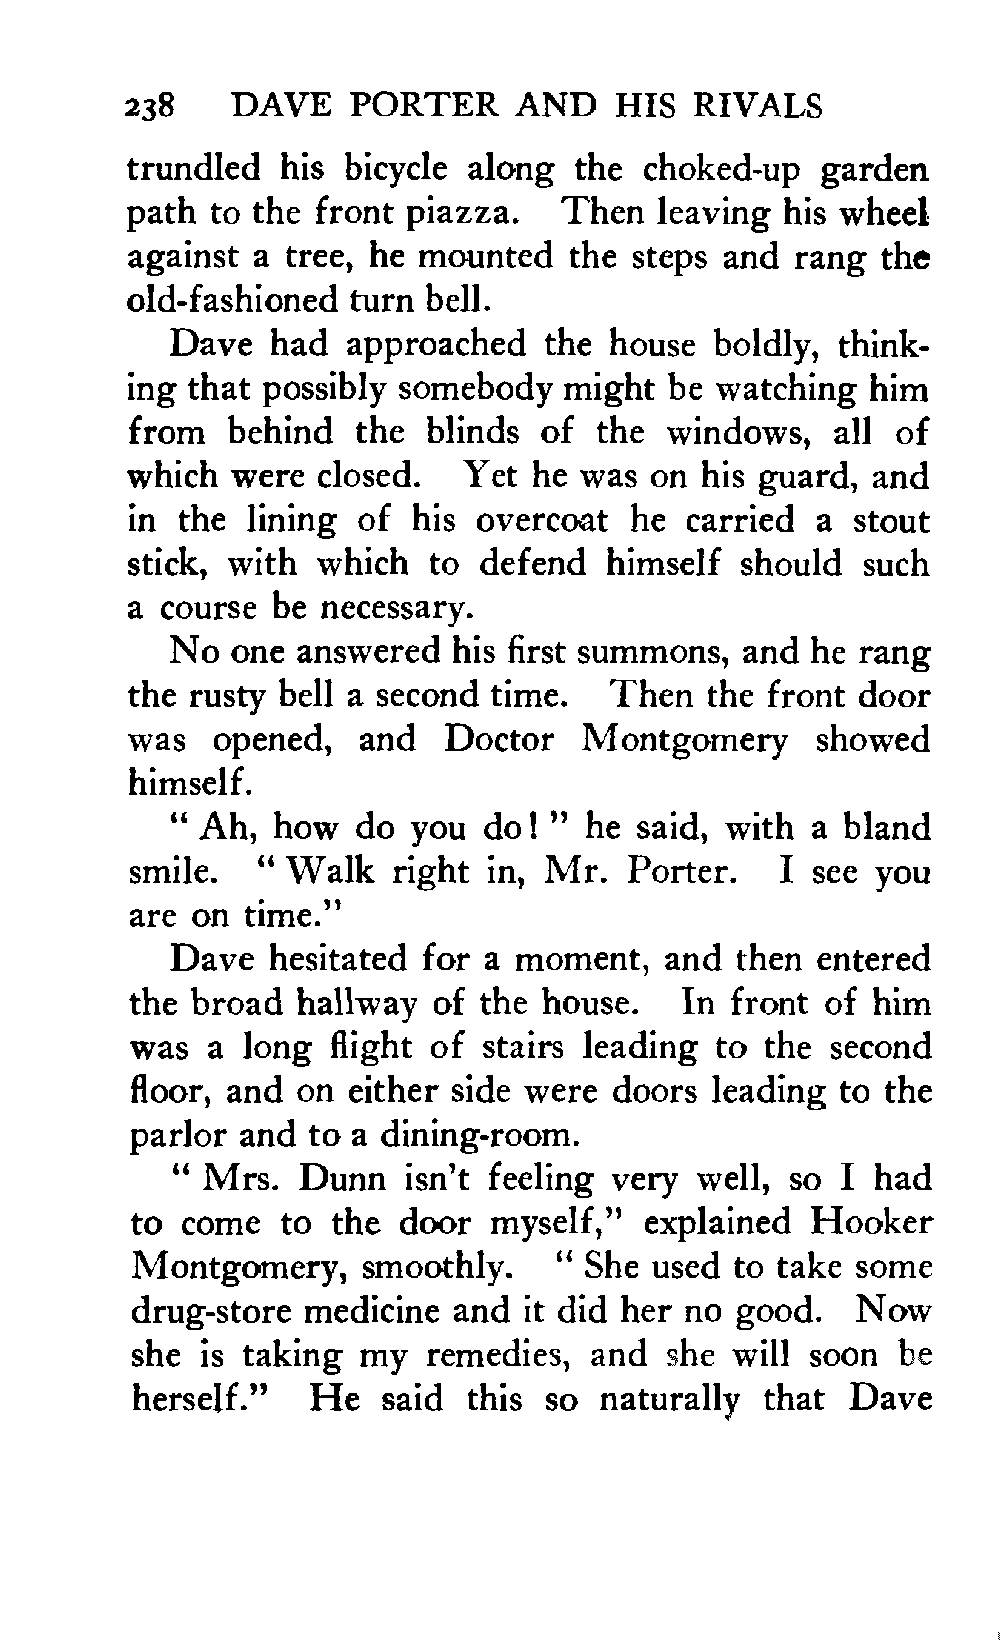 238 DAVE PORTER AND HIS RIVALS
trundled his bicycle along the choked-up garden
path to the front piazza. Then leaving his wheel
against a tree, he mounted the steps and rang the
old-fashioned turn bell.
Dave had approached the house boldly, think-
ing that possibly somebody might be watching him
from behind the blinds of the windows, all of
which were closed. Yet he was on his guard, and
in the lining of his overcoat he carried a stout
stick, with which to defend himself should such
a course be necessary.
No one answered his first summons, and he rang
the rusty bell a second time. Then the front door
was opened, and Doctor Montgomery showed
himself.
" Ah, how do you do! " he said, with a bland
smile. " Walk right in, Mr. Porter. I see you
are on time."
Dave hesitated for a moment, and then entered
the broad hallway of the house. In front of him
was a long flight of stairs leading to the second
floor, and on either side were doors leading to the
parlor and to a dining-room.
" Mrs. Dunn isn't feeling very well, so I had
to come to the door myself," explained Hooker
Montgomery, smoothly. " She used to take some
drug-store medicine and it did her no good. Now
she is taking my remedies, and she will soon be
herself." He said this so naturally that Dave